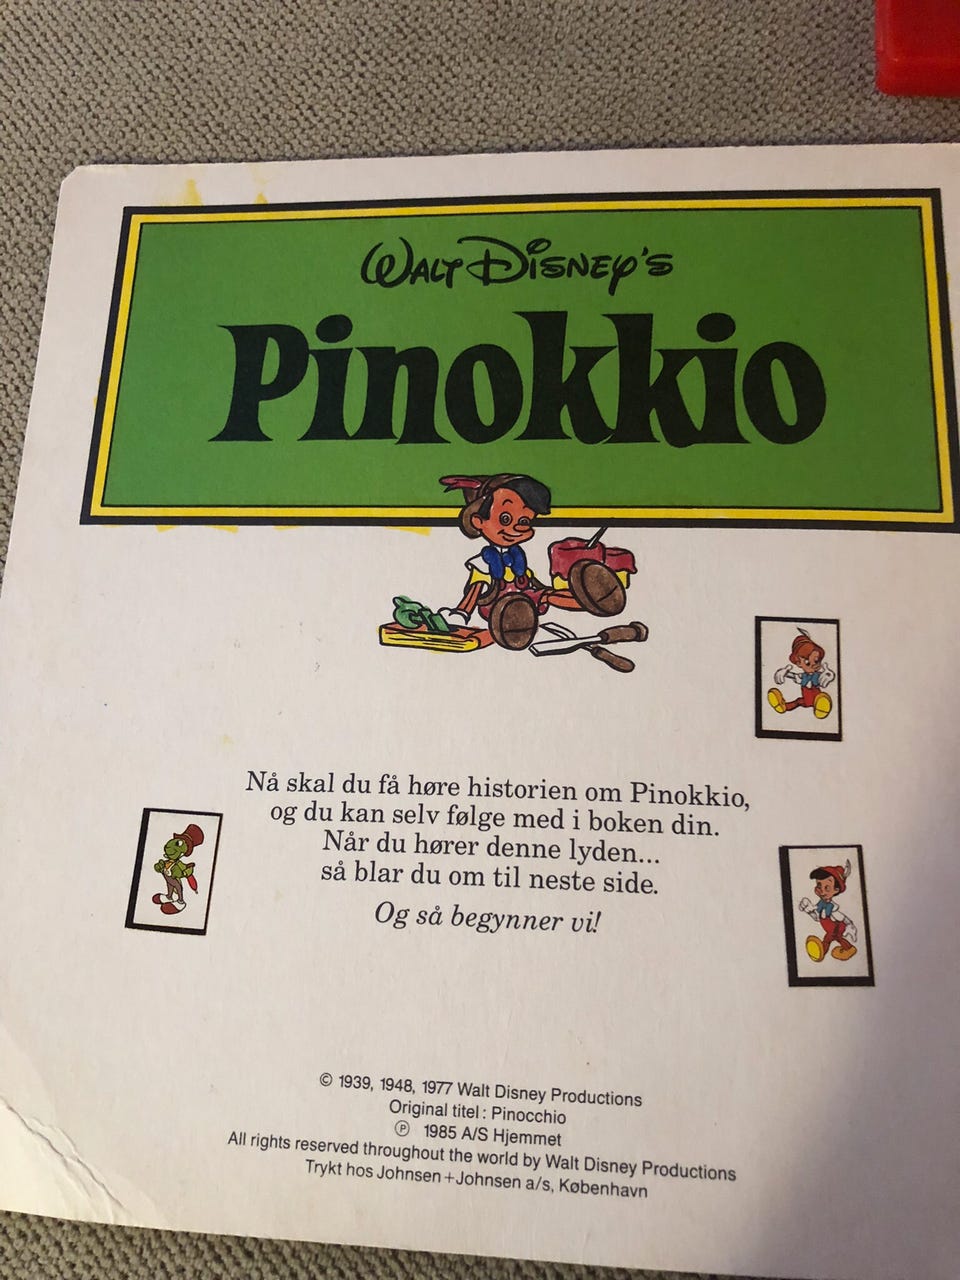 Walt Disney's
Pinokkio
Nå skal du få høre historien om Pinokkio,
og du kan selv følge med i boken din.
Når du hører denne lyden...
så blar du om til neste side.
Og så begynner vi!
© 1939, 1948, 1977 Walt Disney Productions
Original titel: Pinocchio
℗ 1985 A/S Hjemmet
All rights reserved throughout the world by Walt Disney Productions
Trykt hos Johnsen+Johnsen a/s, København